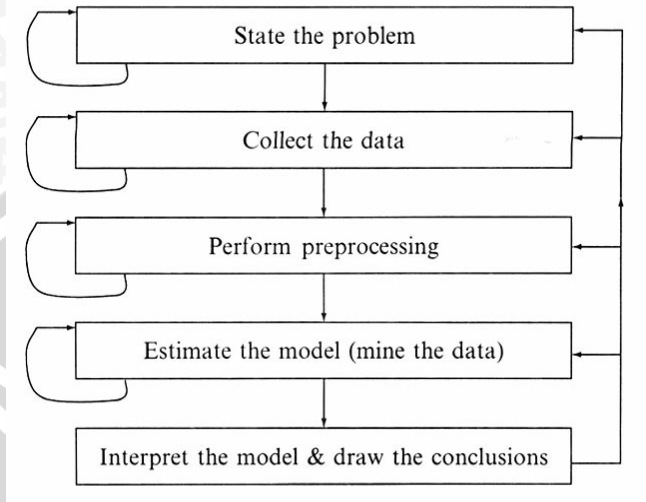 State the problem
Collect the data
Perform preprocessing
Estimate the model (mine the data)
Interpret the model & draw the conclusions